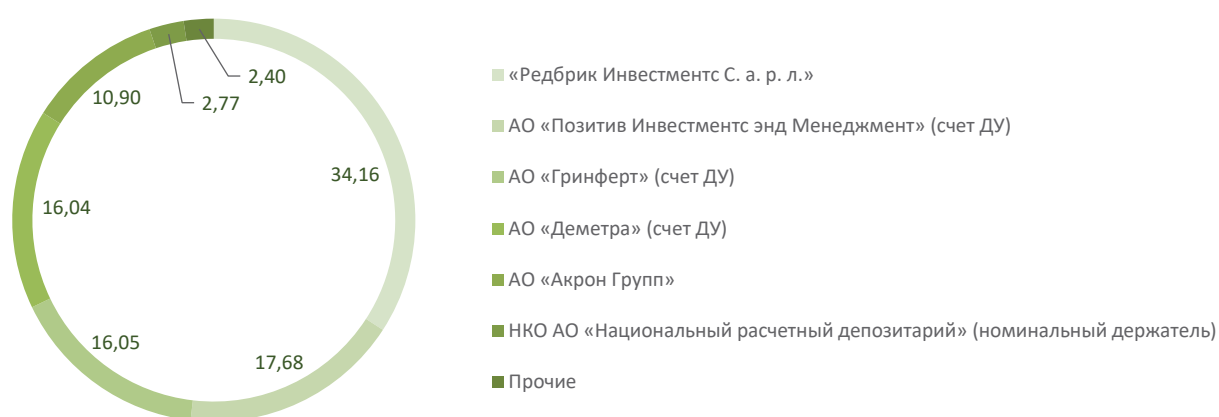 2,40
2,77
10,90
34,16
16,04
16,05
17,68
«Редбрик Инвестментс С. а. р. л.»
АО «Позитив Инвестментс энд Менеджмент» (счет ДУ)
АО «Гринферт» (счет ДУ)
АО «Деметра» (счет ДУ)
АО «Акрон Групп»
НКО АО «Национальный расчетный депозитарий» (номинальный держатель)
Прочие